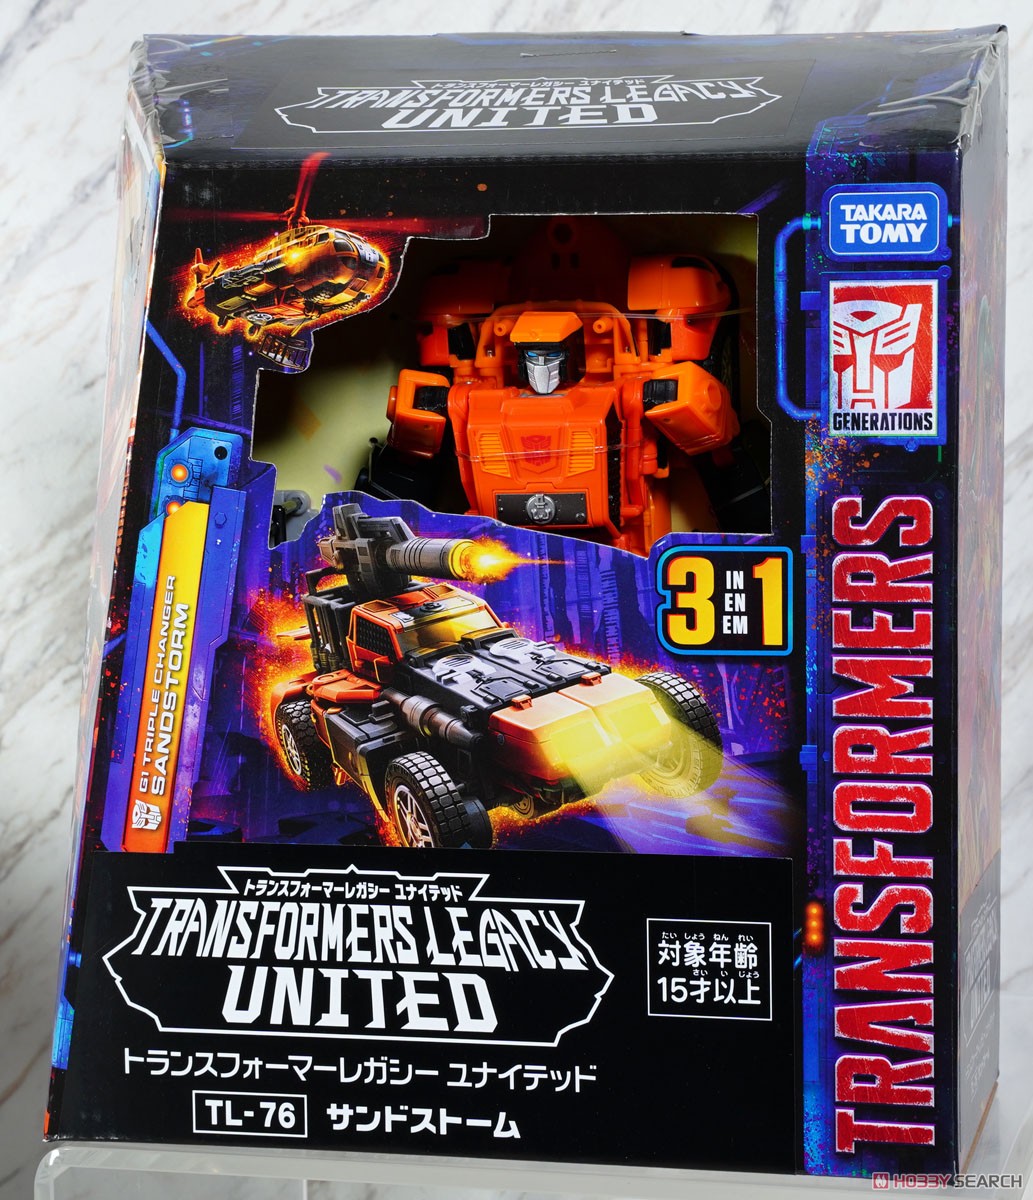 トランスフォーマーレガシー ユナイテッド
TRANSFORMERS LEGACY
UNITED
TAKARA
TOMY
GENERATIONS
TRANSFORMERS
3 IN EN EM 1
G1 TRIPLE CHANGER
SANDSTORM
トランスフォーマーレガシー ユナイテッド
TRANSFORMERS LEGACY
UNITED
たい しょう ねん れい
対象年齢
さい い じょう
15才以上
トランスフォーマーレガシー ユナイテッド
TL-76 サンドストーム
HOBBY SEARCH